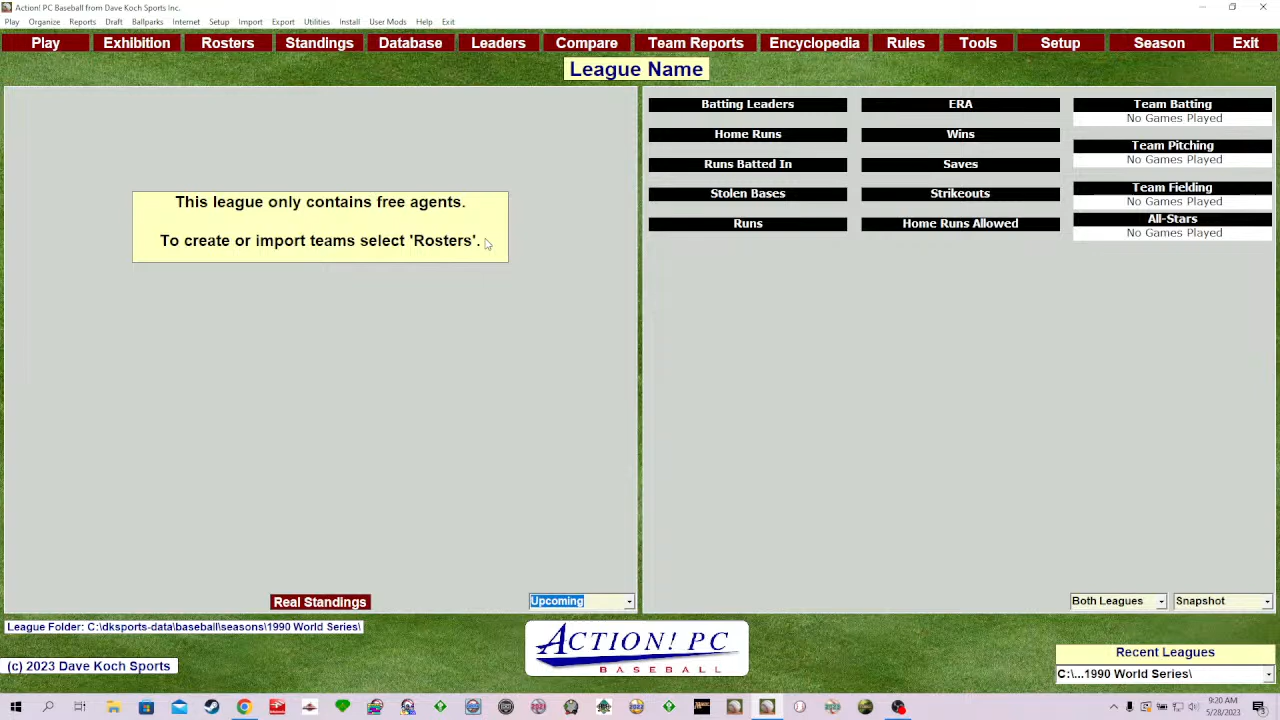 Action! PC Baseball from Dave Koch Sports Inc.
Play Organize Reports Draft Ballparks Internet Setup Import Export Utilities Install User Mods Help Exit
Play Exhibition Rosters Standings Database Leaders Compare Team Reports Encyclopedia Rules Tools Setup Season Exit
League Name
Batting Leaders
Home Runs
Runs Batted In
Stolen Bases
Runs
ERA
Wins
Saves
Strikeouts
Home Runs Allowed
Team Batting
No Games Played
Team Pitching
No Games Played
Team Fielding
No Games Played
All-Stars
No Games Played
This league only contains free agents.
To create or import teams select 'Rosters'.
Real Standings
Upcoming
Both Leagues
Snapshot
League Folder: C:\dksports-data\baseball\seasons\1990 World Series\
ACTION! PC
BASEBALL
(c) 2023 Dave Koch Sports
Recent Leagues
C:\...1990 World Series\
9:20 AM
5/28/2023